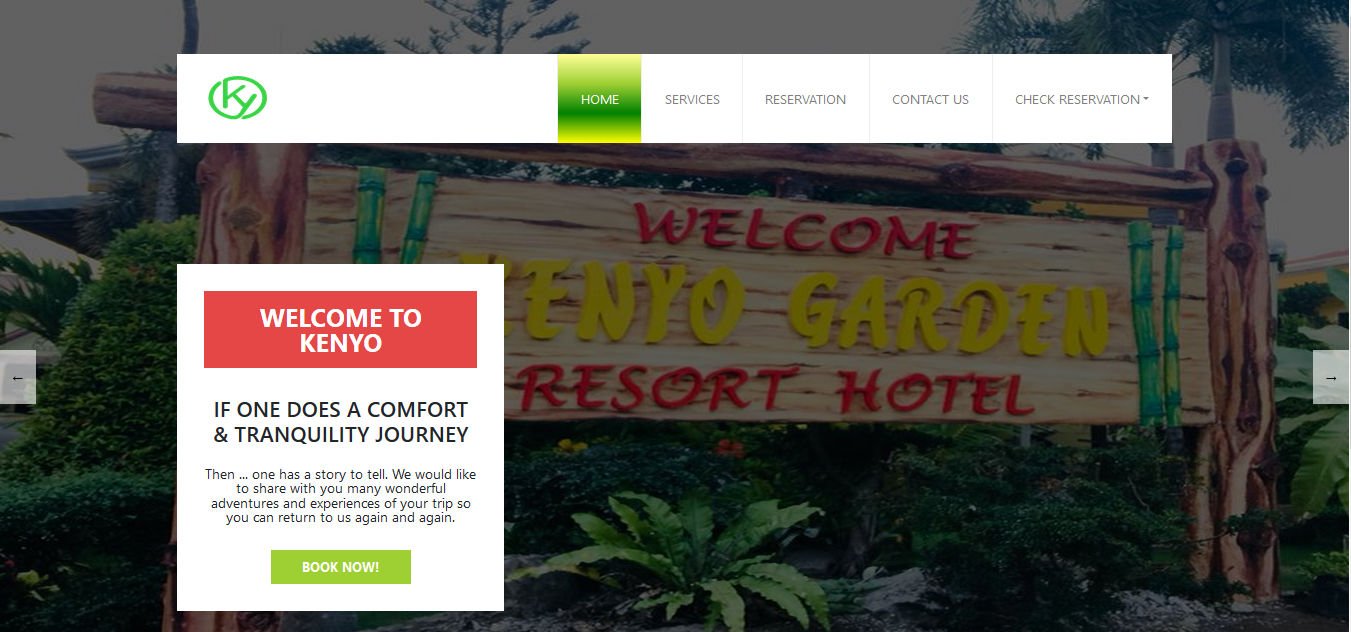 Ky
HOME SERVICES RESERVATION CONTACT US CHECK RESERVATION
WELCOME
KENYO GARDEN
RESORT HOTEL
WELCOME TO
KENYO
←
→
IF ONE DOES A COMFORT
& TRANQUILITY JOURNEY
Then ... one has a story to tell. We would like
to share with you many wonderful
adventures and experiences of your trip so
you can return to us again and again.
BOOK NOW!